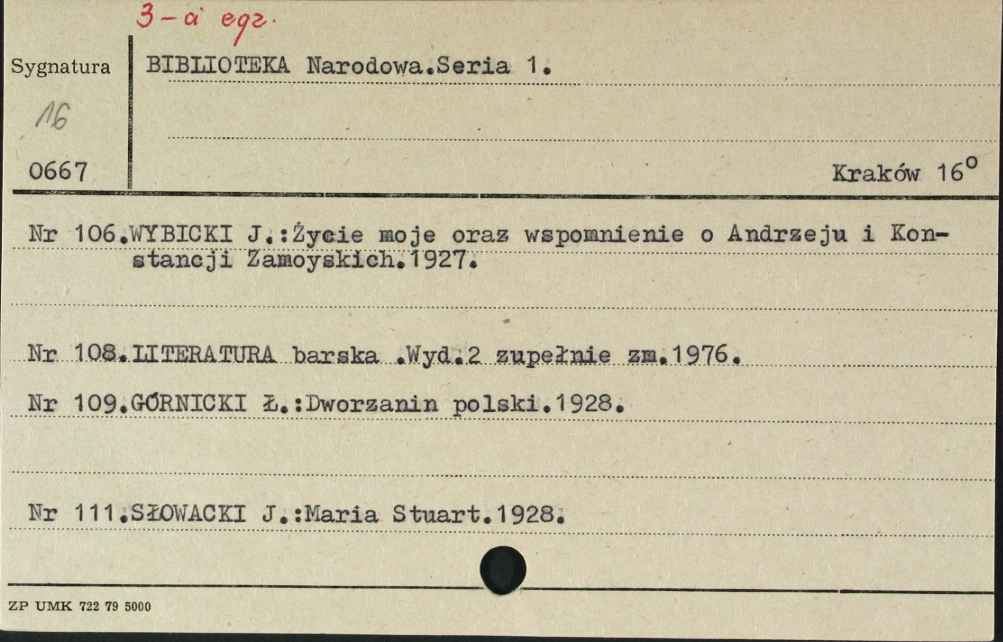 3-ci egz.
Sygnatura
BIBLIOTEKA Narodowa.Seria 1.
16
0667
Kraków 16°
Nr 106.WYBICKI J.:Życie moje oraz wspomnienie o Andrzeju i Kon-
stancji Zamoyskich.1927.
Nr 108.LITERATURA barska .Wyd.2 zupełnie zm.1976.
Nr 109.GÓRNICKI Ł.:Dworzanin polski.1928.
Nr 111.SŁOWACKI J.:Maria Stuart.1928.
ZP UMK 722 79 5000